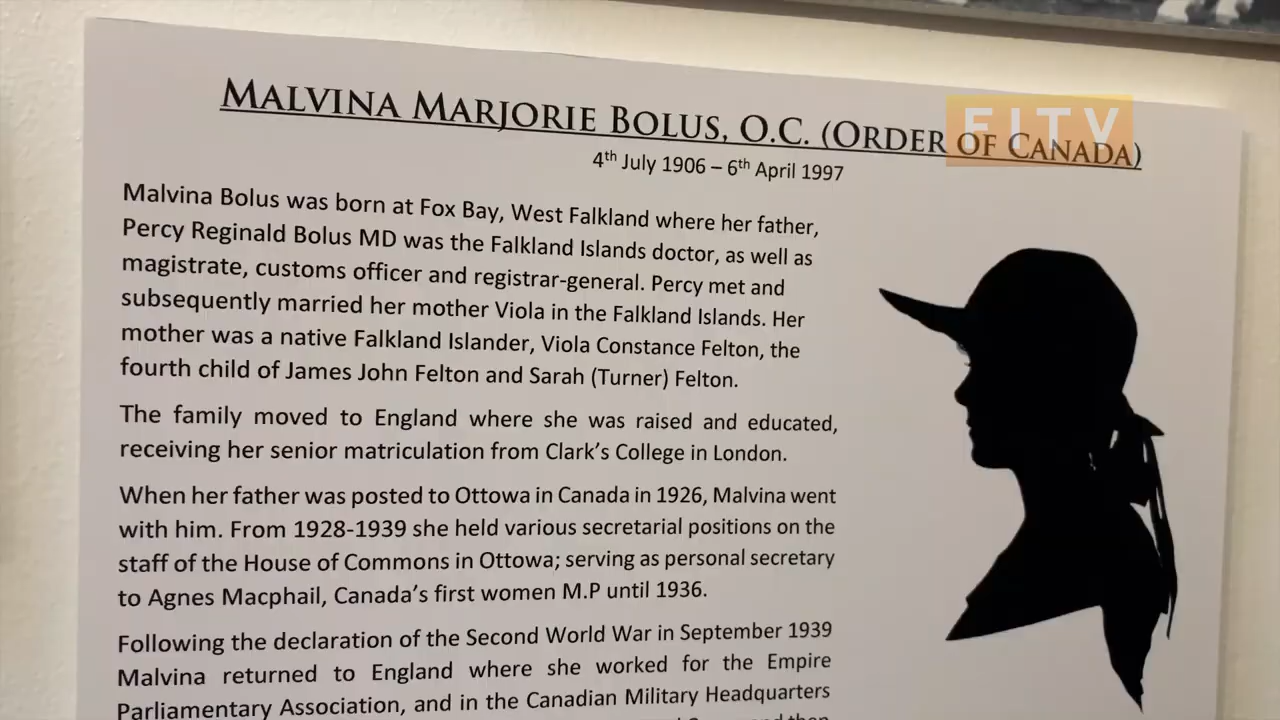 MALVINA MARJORIE BOLUS, O.C. (ORDER OF CANADA)
FITV
4th July 1906 – 6th April 1997
Malvina Bolus was born at Fox Bay, West Falkland where her father,
Percy Reginald Bolus MD was the Falkland Islands doctor, as well as
magistrate, customs officer and registrar-general. Percy met and
subsequently married her mother Viola in the Falkland Islands. Her
mother was a native Falkland Islander, Viola Constance Felton, the
fourth child of James John Felton and Sarah (Turner) Felton.
The family moved to England where she was raised and educated,
receiving her senior matriculation from Clark's College in London.
When her father was posted to Ottowa in Canada in 1926, Malvina went
with him. From 1928-1939 she held various secretarial positions on the
staff of the House of Commons in Ottowa; serving as personal secretary
to Agnes Macphail, Canada's first women M.P until 1936.
Following the declaration of the Second World War in September 1939
Malvina returned to England where she worked for the Empire
Parliamentary Association, and in the Canadian Military Headquarters